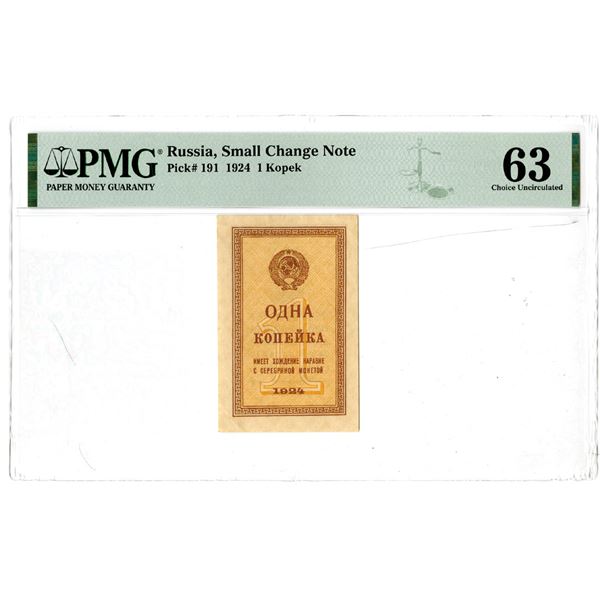 PMG®
PAPER MONEY GUARANTY
Russia, Small Change Note
Pick# 191 1924 1 Kopek
63
Choice Uncirculated
ОДНА
КОПЕЙКА
ИМЕЕТ ХОЖДЕНИЕ НАРАВНЕ
С СЕРЕБРЯНОЙ МОНЕТОЙ
1
1924